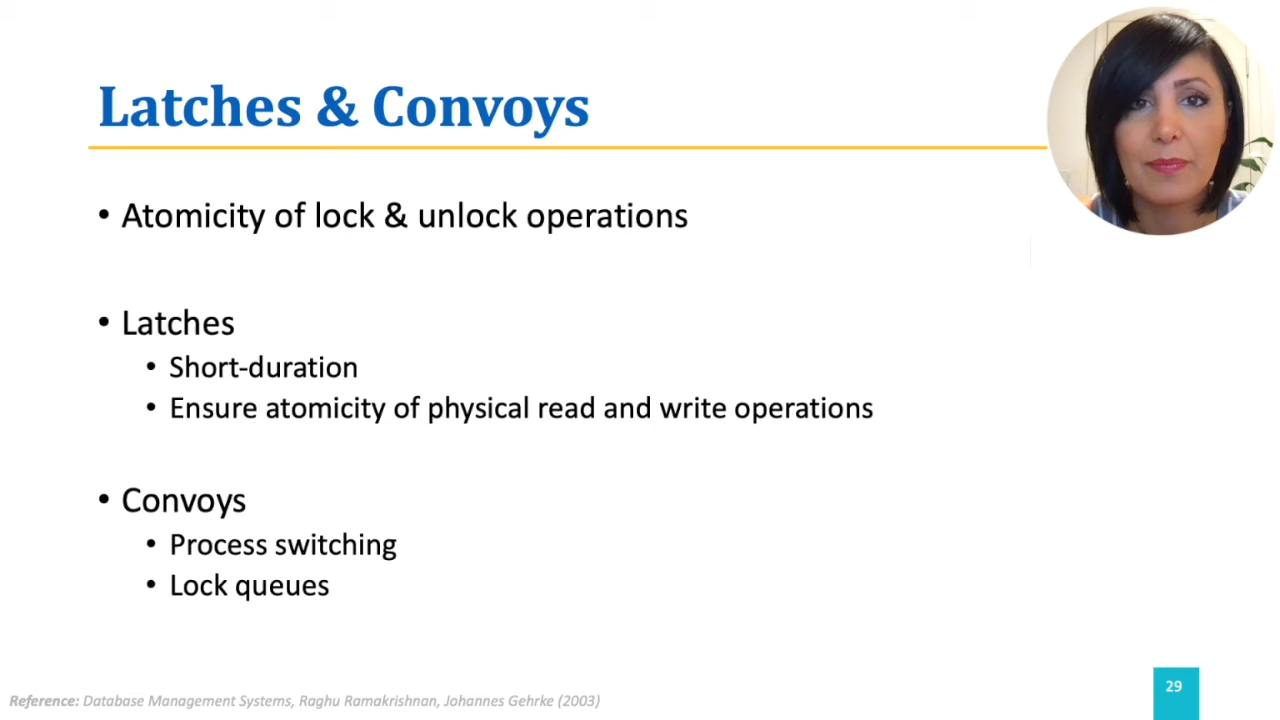 Latches & Convoys
• Atomicity of lock & unlock operations
• Latches
• Short-duration
• Ensure atomicity of physical read and write operations
• Convoys
• Process switching
• Lock queues
Reference: Database Management Systems, Raghu Ramakrishnan, Johannes Gehrke (2003)
29